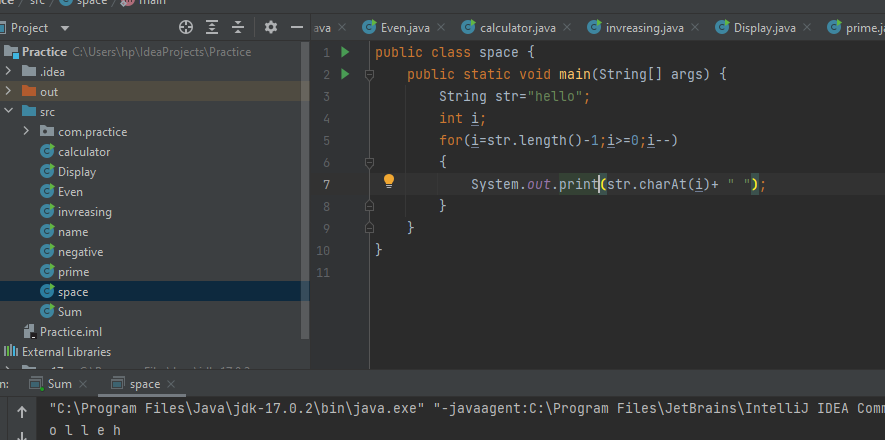 ce / src / space / main
Project
ava Even.java calculator.java invreasing.java Display.java prime.j
Practice C:\Users\hp\IdeaProjects\Practice
.idea
out
src
com.practice
calculator
Display
Even
invreasing
name
negative
prime
space
Sum
Practice.iml
External Libraries
1 public class space {
2 public static void main(String[] args) {
3 String str="hello";
4 int i;
5 for(i=str.length()-1;i>=0;i--)
6 {
7 System.out.print(str.charAt(i)+ " ");
8 }
9 }
10 }
11
n: Sum space
"C:\Program Files\Java\jdk-17.0.2\bin\java.exe" "-javaagent:C:\Program Files\JetBrains\IntelliJ IDEA Com
o l l e h